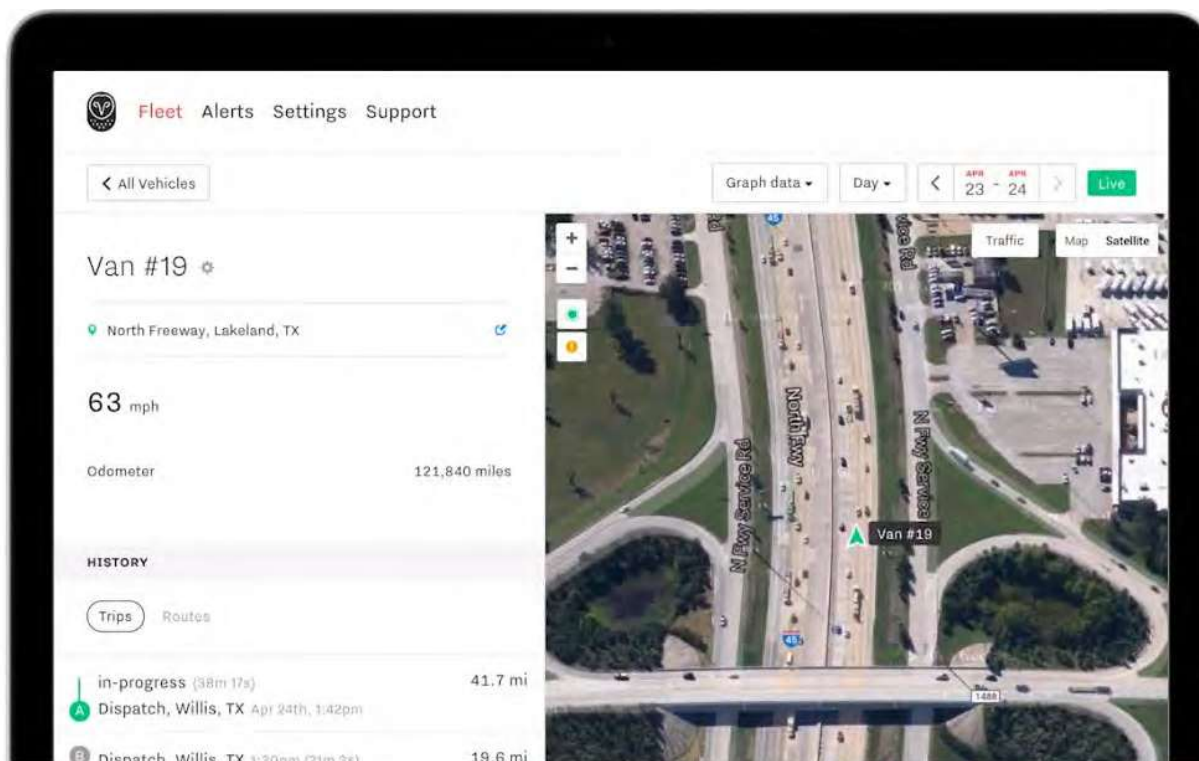 Fleet Alerts Settings Support
All Vehicles
Graph data
Day
APR 23 - APR 24
Live
Van #19
North Freeway, Lakeland, TX
63 mph
Odometer 121,840 miles
HISTORY
Trips Routes
in-progress (38m 17s) 41.7 mi
A Dispatch, Willis, TX Apr 24th, 1:42pm
B Dispatch, Willis, TX 19.6 mi
+
-
Traffic
Map Satellite
45
North Fwy
N Fwy Service Rd
N Fwy Service
Van #19
45
1488